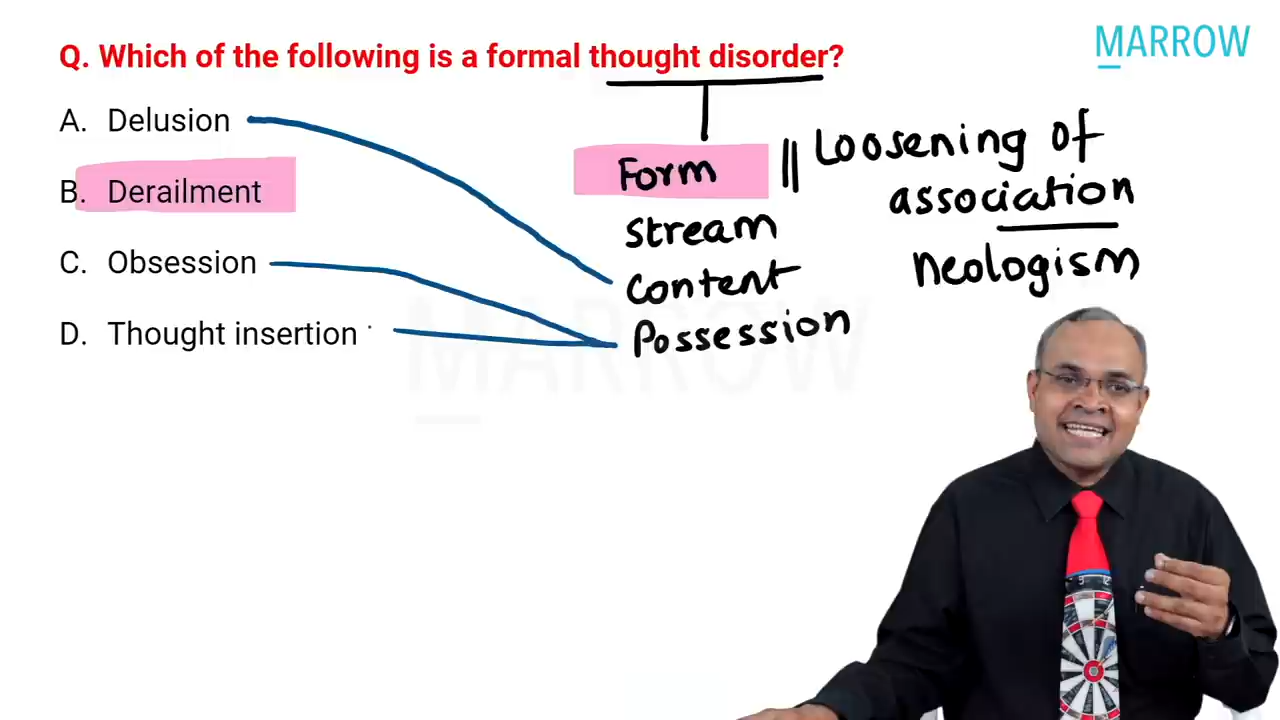 MARROW
Q. Which of the following is a formal thought disorder?
A. Delusion
B. Derailment
C. Obsession
D. Thought insertion
Form
Stream
Content
Possession
Loosening of
association
neologism
MARROW